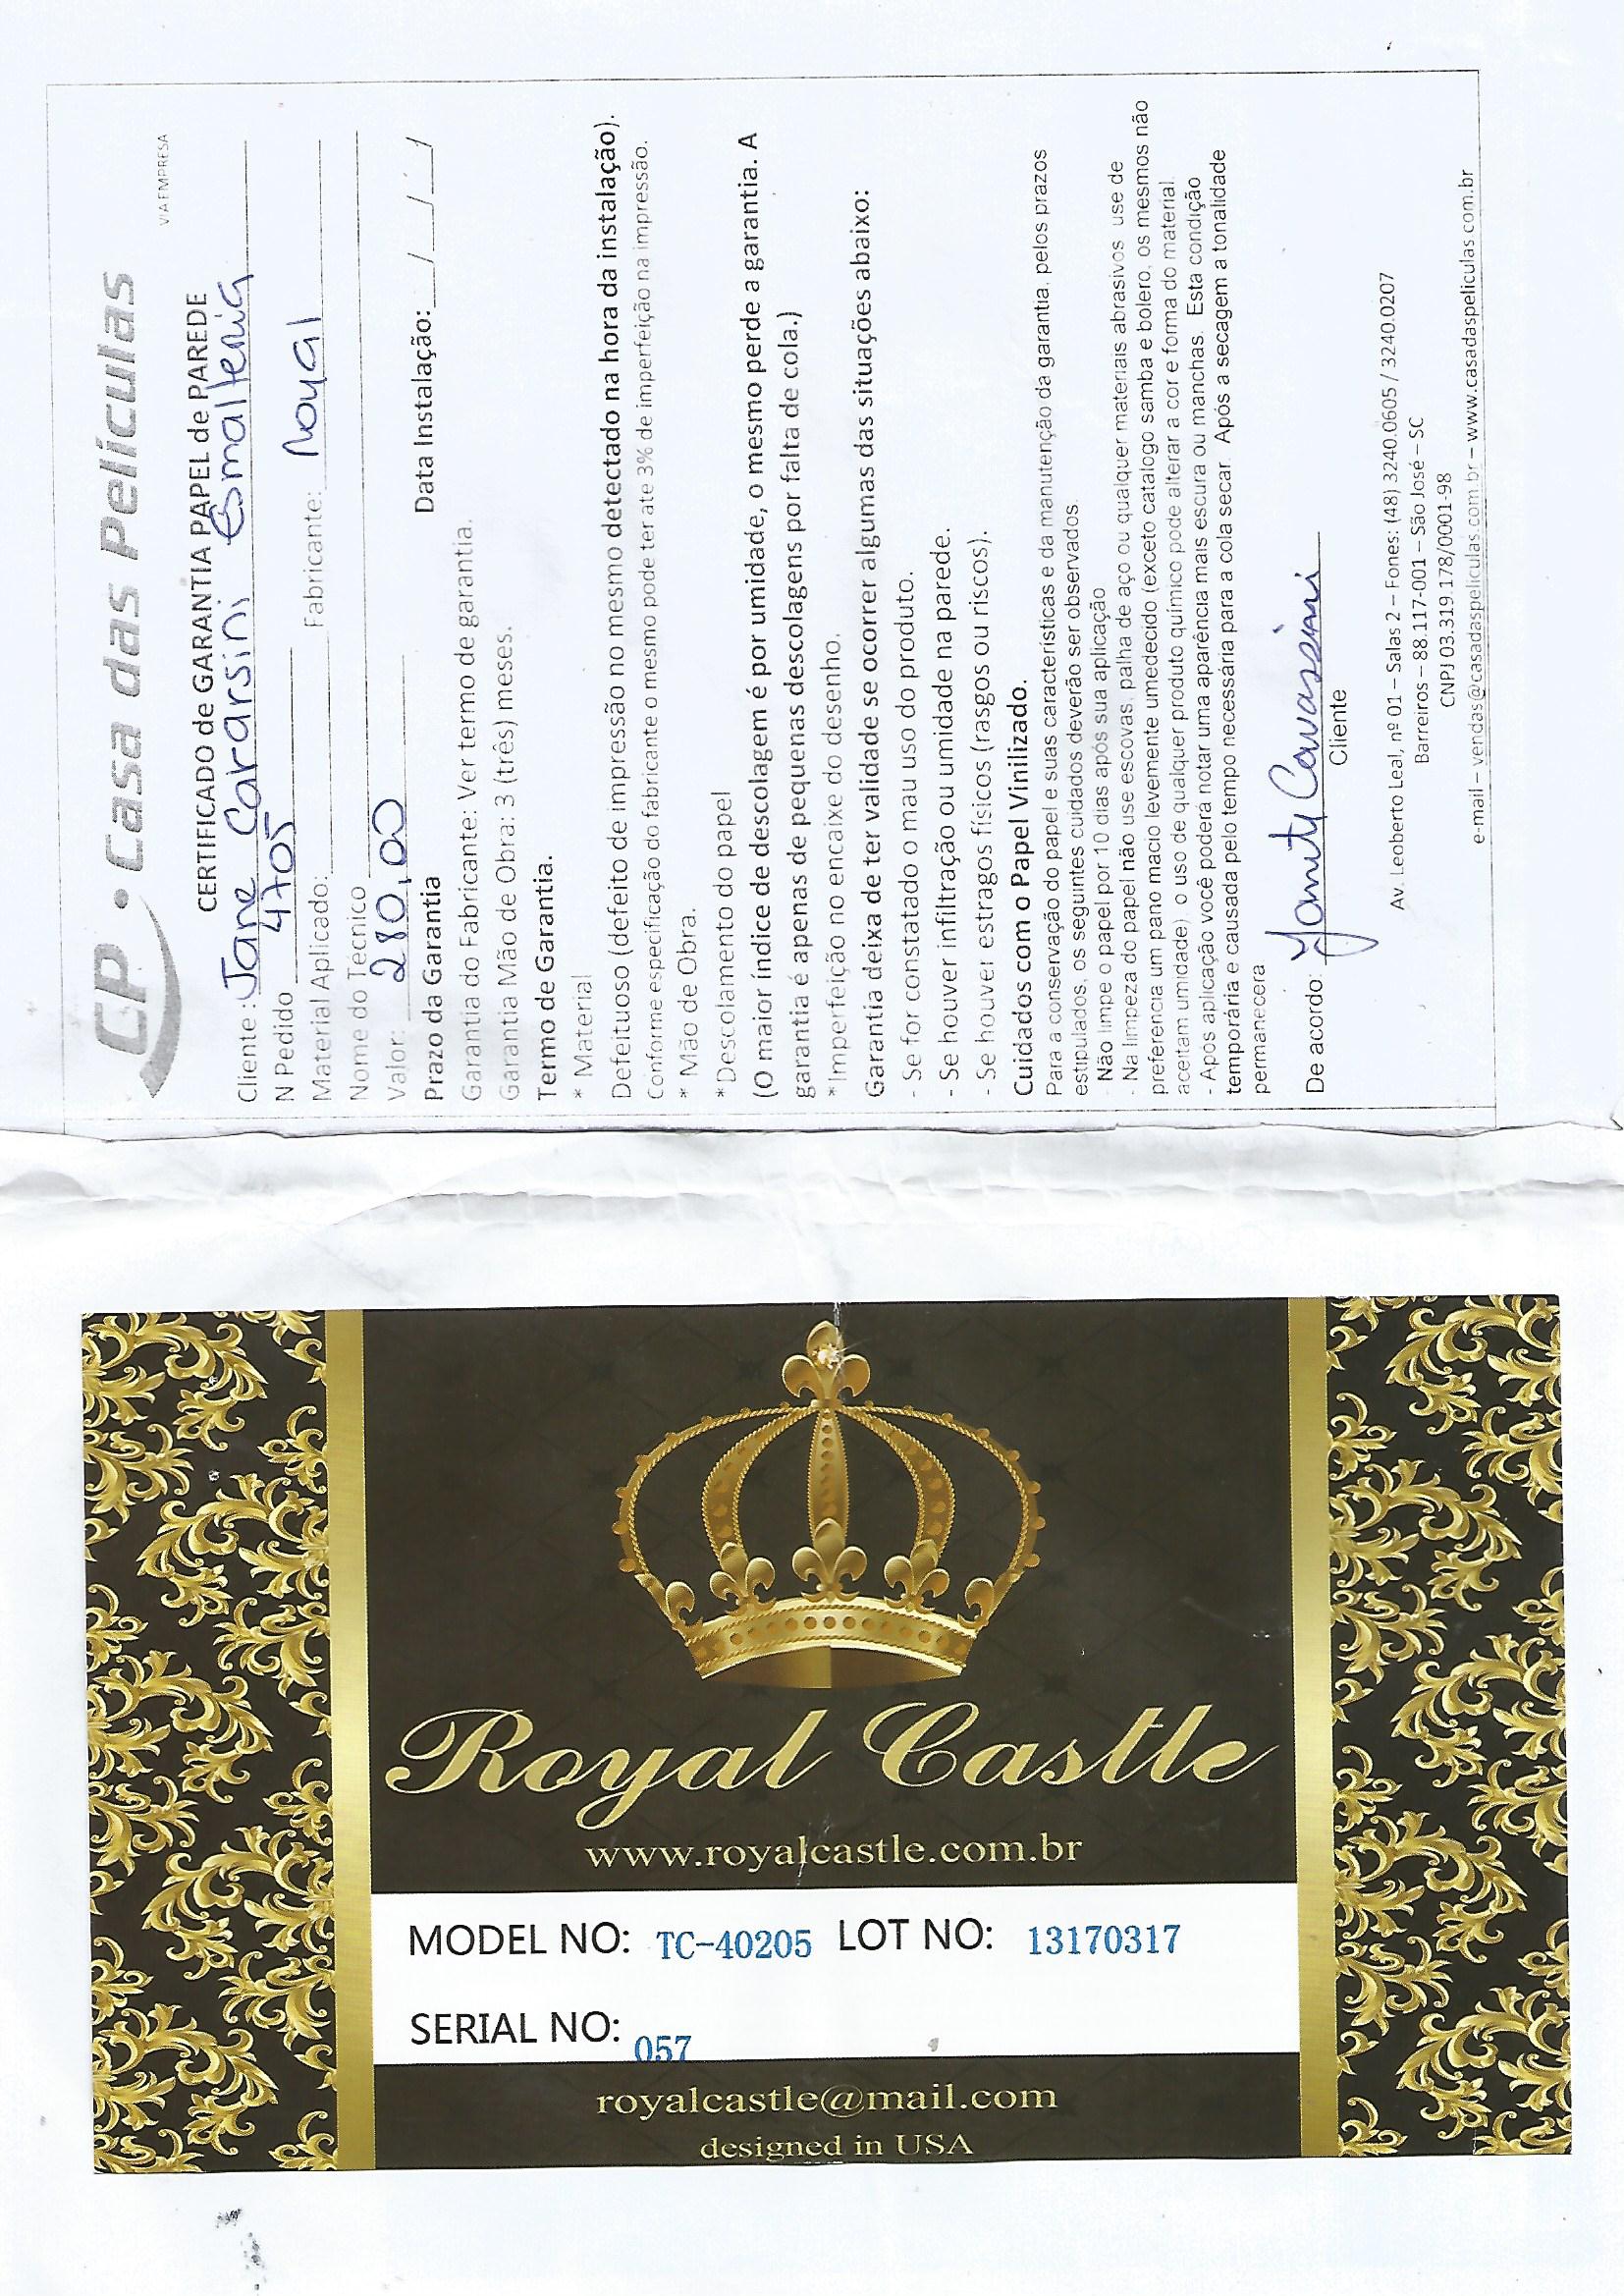 CP. Casa das Películas
VIA EMPRESA
CERTIFICADO de GARANTIA PAPEL de PAREDE
Cliente: Jane Cararsini Esmalteria
N Pedido 4705
Material Aplicado: Fabricante: Royal
Nome do Técnico
Valor: 280,00
Prazo da Garantia Data Instalação: / / /
Garantia do Fabricante: Ver termo de garantia.
Garantia Mão de Obra: 3 (três) meses.
Termo de Garantia.
* Material
Defeituoso (defeito de impressão no mesmo detectado na hora da instalação).
Conforme especificação do fabricante o mesmo pode ter ate 3% de imperfeição na impressão.
* Mão de Obra.
*Descolamento do papel
(O maior índice de descolagem é por umidade, o mesmo perde a garantia. A
garantia é apenas de pequenas descolagens por falta de cola.)
*Imperfeição no encaixe do desenho.
Garantia deixa de ter validade se ocorrer algumas das situações abaixo:
- Se for constatado o mau uso do produto.
- Se houver infiltração ou umidade na parede.
- Se houver estragos físicos (rasgos ou riscos).
Cuidados com o Papel Vinilizado.
Para a conservação do papel e suas características e da manutenção da garantia, pelos prazos
estipulados, os seguintes cuidados deverão ser observados.
- Não limpe o papel por 10 dias após sua aplicação
- Na limpeza do papel não use escovas, palha de aço ou qualquer materiais abrasivos use de
preferencia um pano macio levemente umedecido (exceto catalogo samba e bolero, os mesmos não
aceitam umidade) o uso de qualquer produto químico pode alterar a cor e forma do material.
- Apos aplicação você poderá notar uma aparência mais escura ou manchas. Esta condição
temporária e causada pelo tempo necessária para a cola secar. Após a secagem a tonalidade
permanecera
De acordo:
Cliente
Av. Leoberto Leal, nº 01 – Salas 2 – Fones: (48) 3240.0605 / 3240.0207
Barreiros – 88.117-001 – São José – SC
CNPJ 03.319.178/0001-98
e-mail – vendas@casadaspeliculas.com.br – www.casadaspeliculas.com.br
Royal Castle
www.royalcastle.com.br
MODEL NO: TC-40205 LOT NO: 13170317
SERIAL NO: 057
royalcastle@mail.com
designed in USA